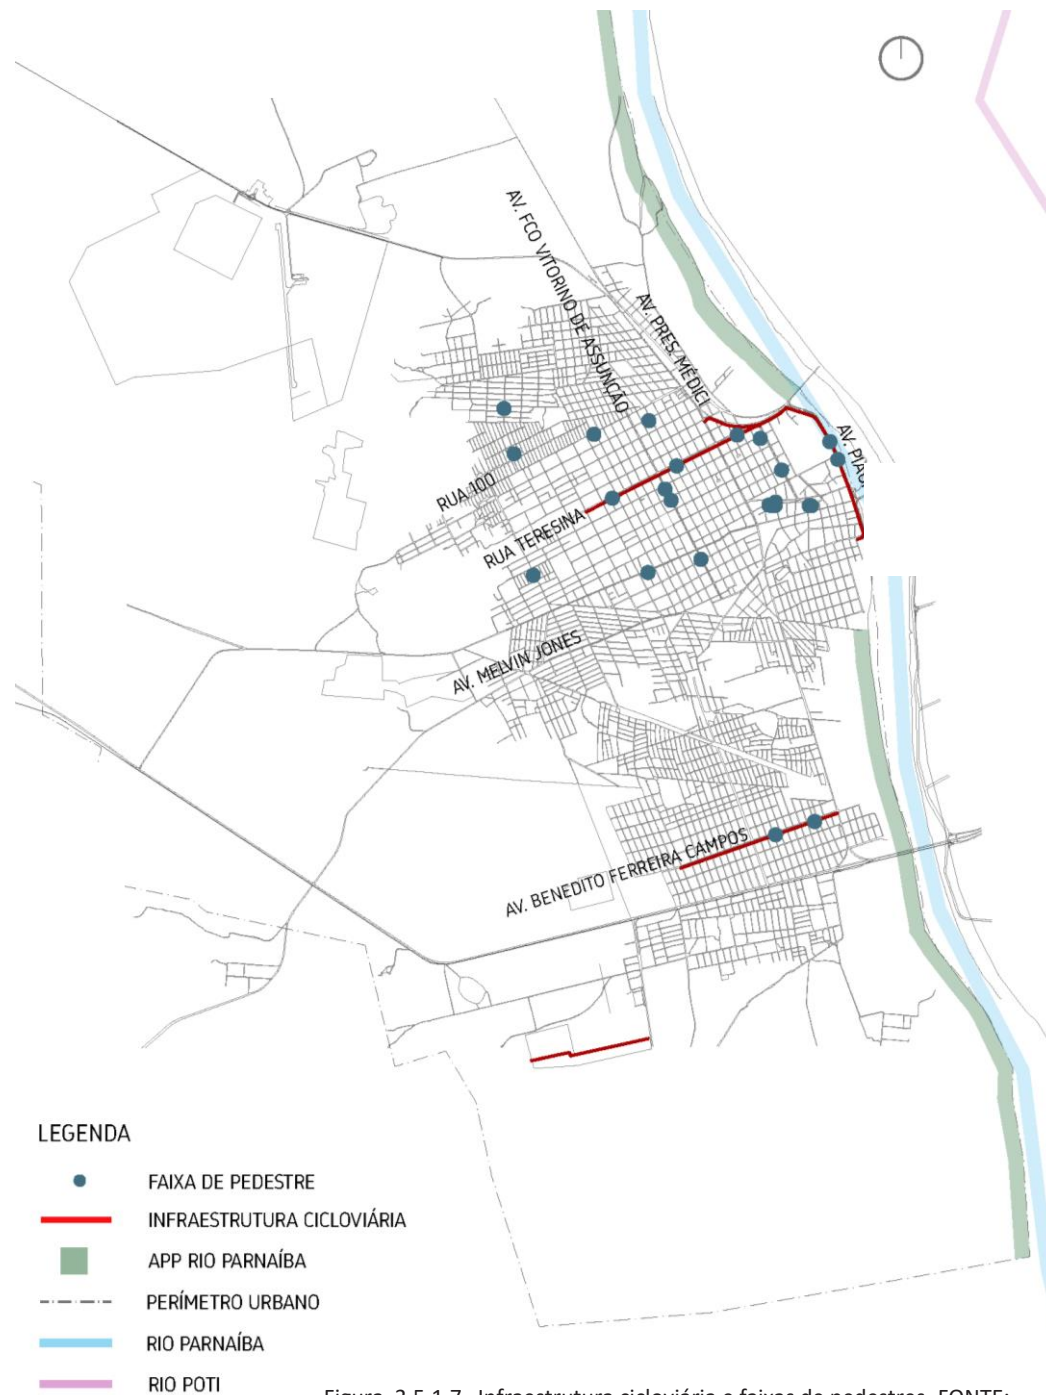 AV. FCO VITORINO DE ASSUNÇÃO
AV. PRES. MÉDICI
AV. PIAUÍ
RUA 100
RUA TERESINA
AV. MELVIN JONES
AV. BENEDITO FERREIRA CAMPOS
LEGENDA
FAIXA DE PEDESTRE
INFRAESTRUTURA CICLOVIÁRIA
APP RIO PARNAÍBA
PERÍMETRO URBANO
RIO PARNAÍBA
RIO POTI
Figura 3.5.1.7 Infraestrutura cicloviária e faixas de pedestres. FONTE: